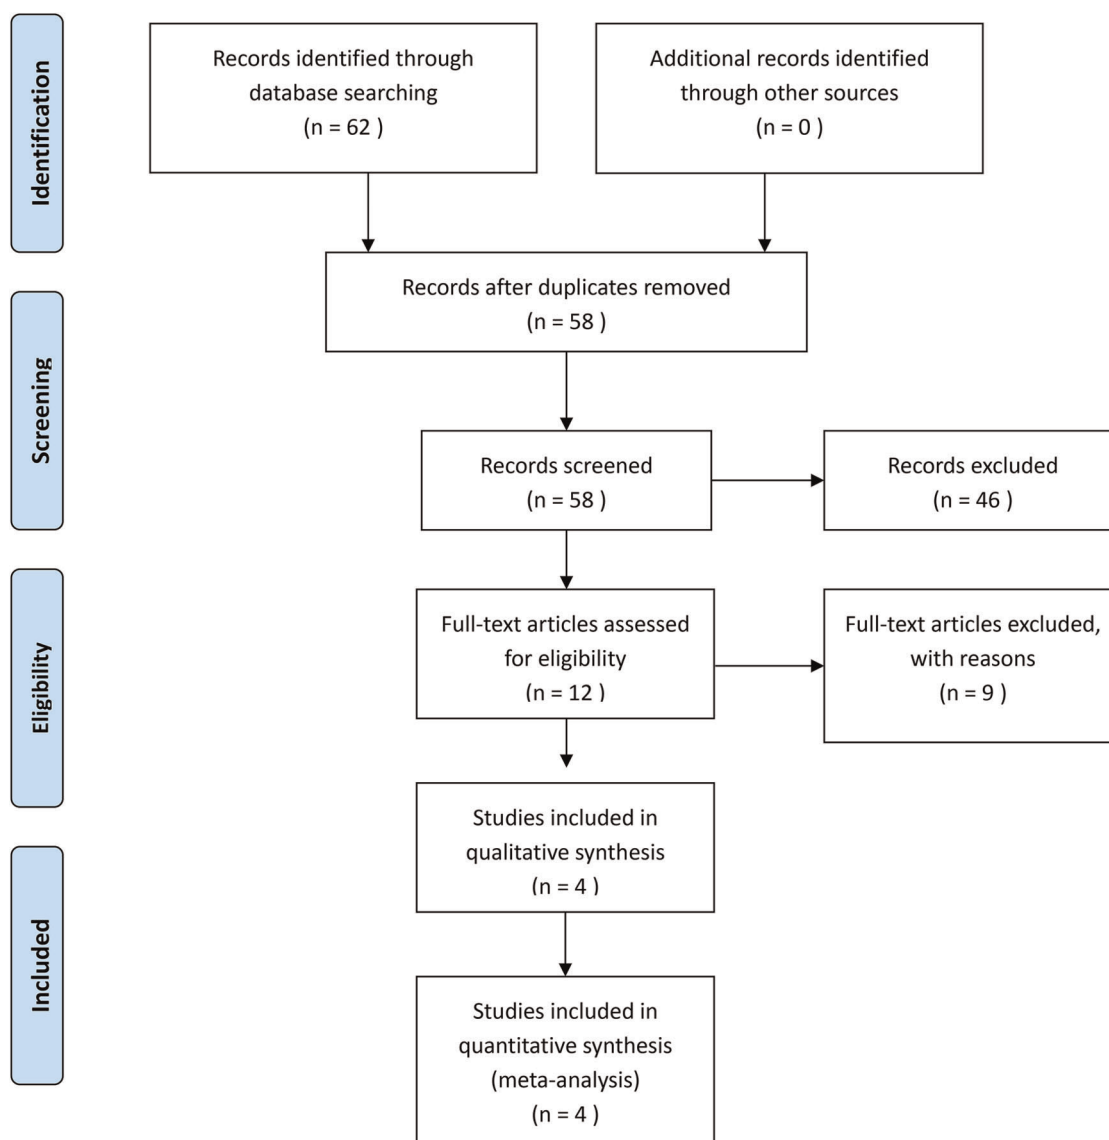 Identification
Records identified through
database searching
(n = 62 )
Additional records identified
through other sources
(n = 0 )
Records after duplicates removed
(n = 58 )
Screening
Records screened
(n = 58 )
Records excluded
(n = 46 )
Eligibility
Full-text articles assessed
for eligibility
(n = 12 )
Full-text articles excluded,
with reasons
(n = 9 )
Studies included in
qualitative synthesis
(n = 4 )
Included
Studies included in
quantitative synthesis
(meta-analysis)
(n = 4 )